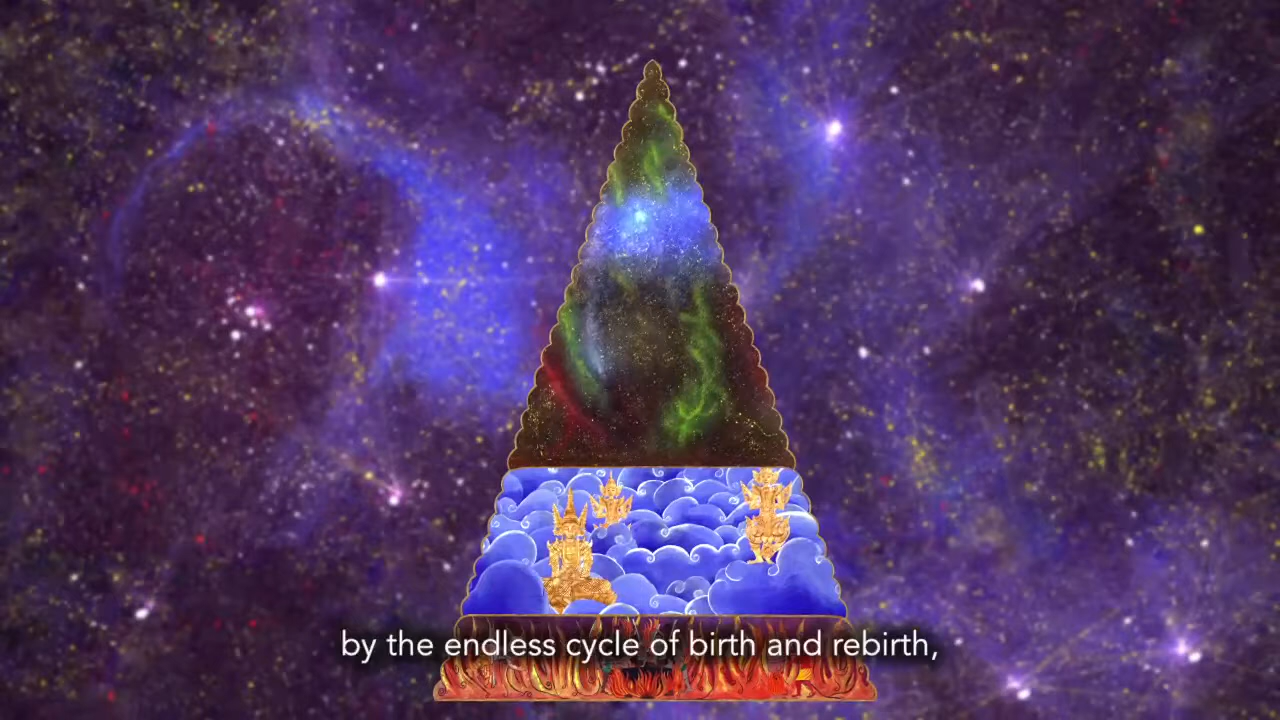 by the endless cycle of birth and rebirth,